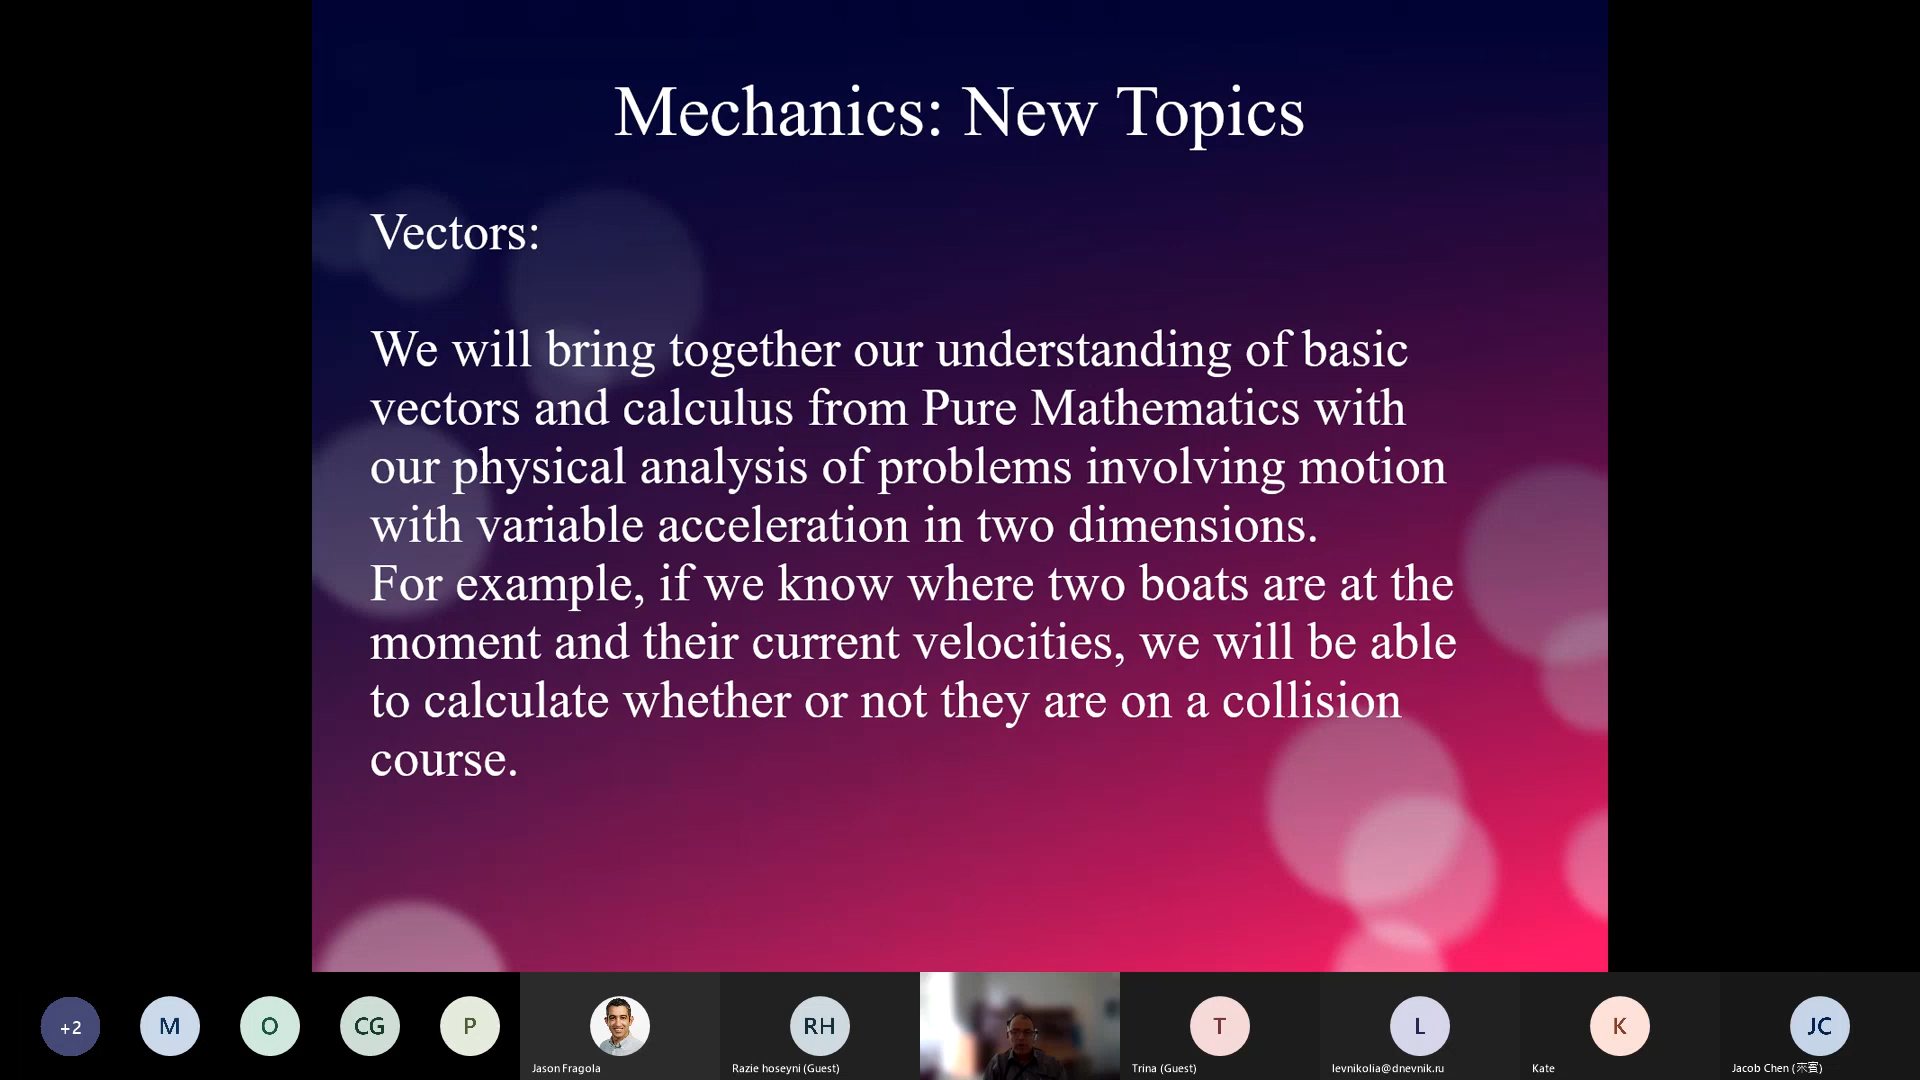 Mechanics: New Topics
Vectors:
We will bring together our understanding of basic
vectors and calculus from Pure Mathematics with
our physical analysis of problems involving motion
with variable acceleration in two dimensions.
For example, if we know where two boats are at the
moment and their current velocities, we will be able
to calculate whether or not they are on a collision
course.
+2
M
O
CG
P
Jason Fragola
RH
Razie hoseyni (Guest)
T
Trina (Guest)
L
levnikolia@dnevnik.ru
K
Kate
JC
Jacob Chen (来賓)